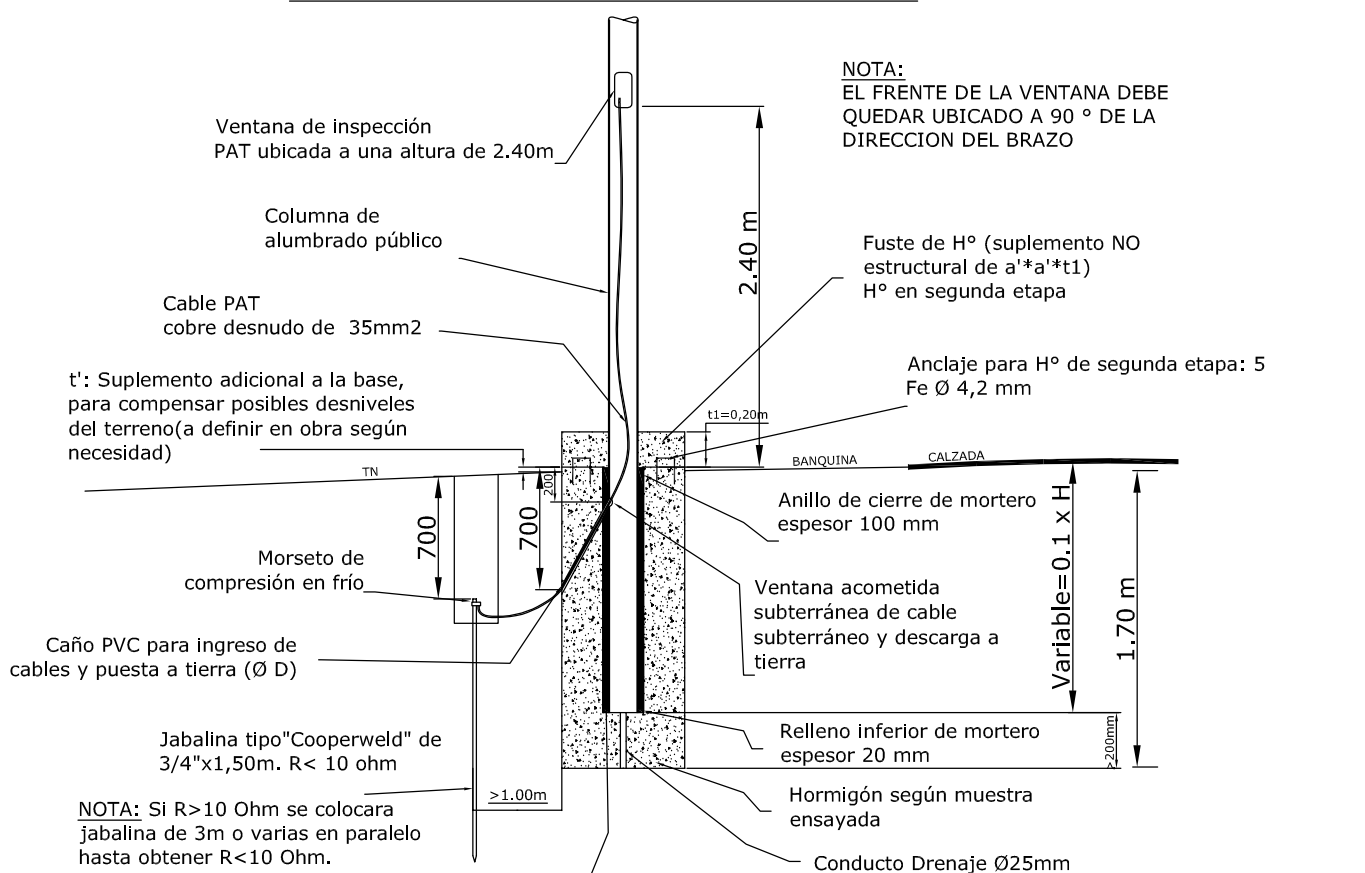 NOTA:
EL FRENTE DE LA VENTANA DEBE
QUEDAR UBICADO A 90 ° DE LA
DIRECCION DEL BRAZO
Ventana de inspección
PAT ubicada a una altura de 2.40m
Columna de
alumbrado público
2.40 m
Fuste de H° (suplemento NO
estructural de a'*a'*t1)
H° en segunda etapa
Cable PAT
cobre desnudo de 35mm2
Anclaje para H° de segunda etapa: 5
Fe Ø 4,2 mm
t': Suplemento adicional a la base,
para compensar posibles desniveles
del terreno(a definir en obra según
necesidad)
t1=0,20m
TN
BANQUINA
CALZADA
200
700
700
Anillo de cierre de mortero
espesor 100 mm
Variable=0.1 x H
1.70 m
Morseto de
compresión en frío
Ventana acometida
subterránea de cable
subterráneo y descarga a
tierra
Caño PVC para ingreso de
cables y puesta a tierra (Ø D)
Relleno inferior de mortero
espesor 20 mm
>200mm
Jabalina tipo"Cooperweld" de
3/4"x1,50m. R< 10 ohm
>1.00m
Hormigón según muestra
ensayada
NOTA: Si R>10 Ohm se colocara
jabalina de 3m o varias en paralelo
hasta obtener R<10 Ohm.
Conducto Drenaje Ø25mm